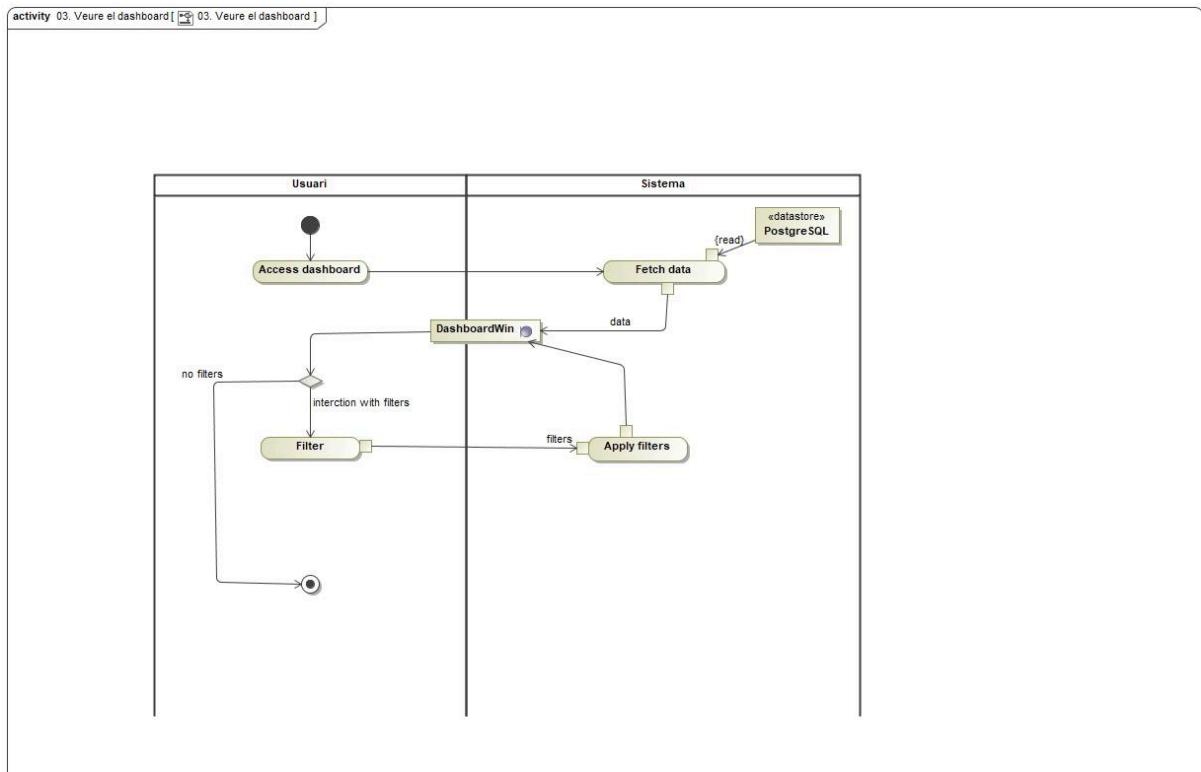 activity 03. Veure el dashboard [ 03. Veure el dashboard ]
Usuari
Sistema
«datastore»
PostgreSQL
{read}
Access dashboard
Fetch data
data
DashboardWin
no filters
interction with filters
Filter
filters
Apply filters